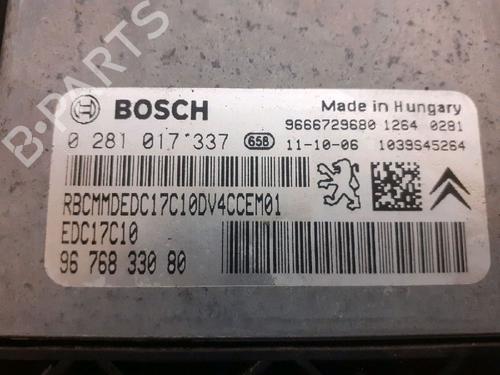 B-PARTS
BOSCH
Made in Hungary
9666729680 1264 0281
0 281 017 337 658 11-10-06 1039S45264
RBCMMDEDC17C10DV4CCEM01
EDC17C10
96 768 330 80